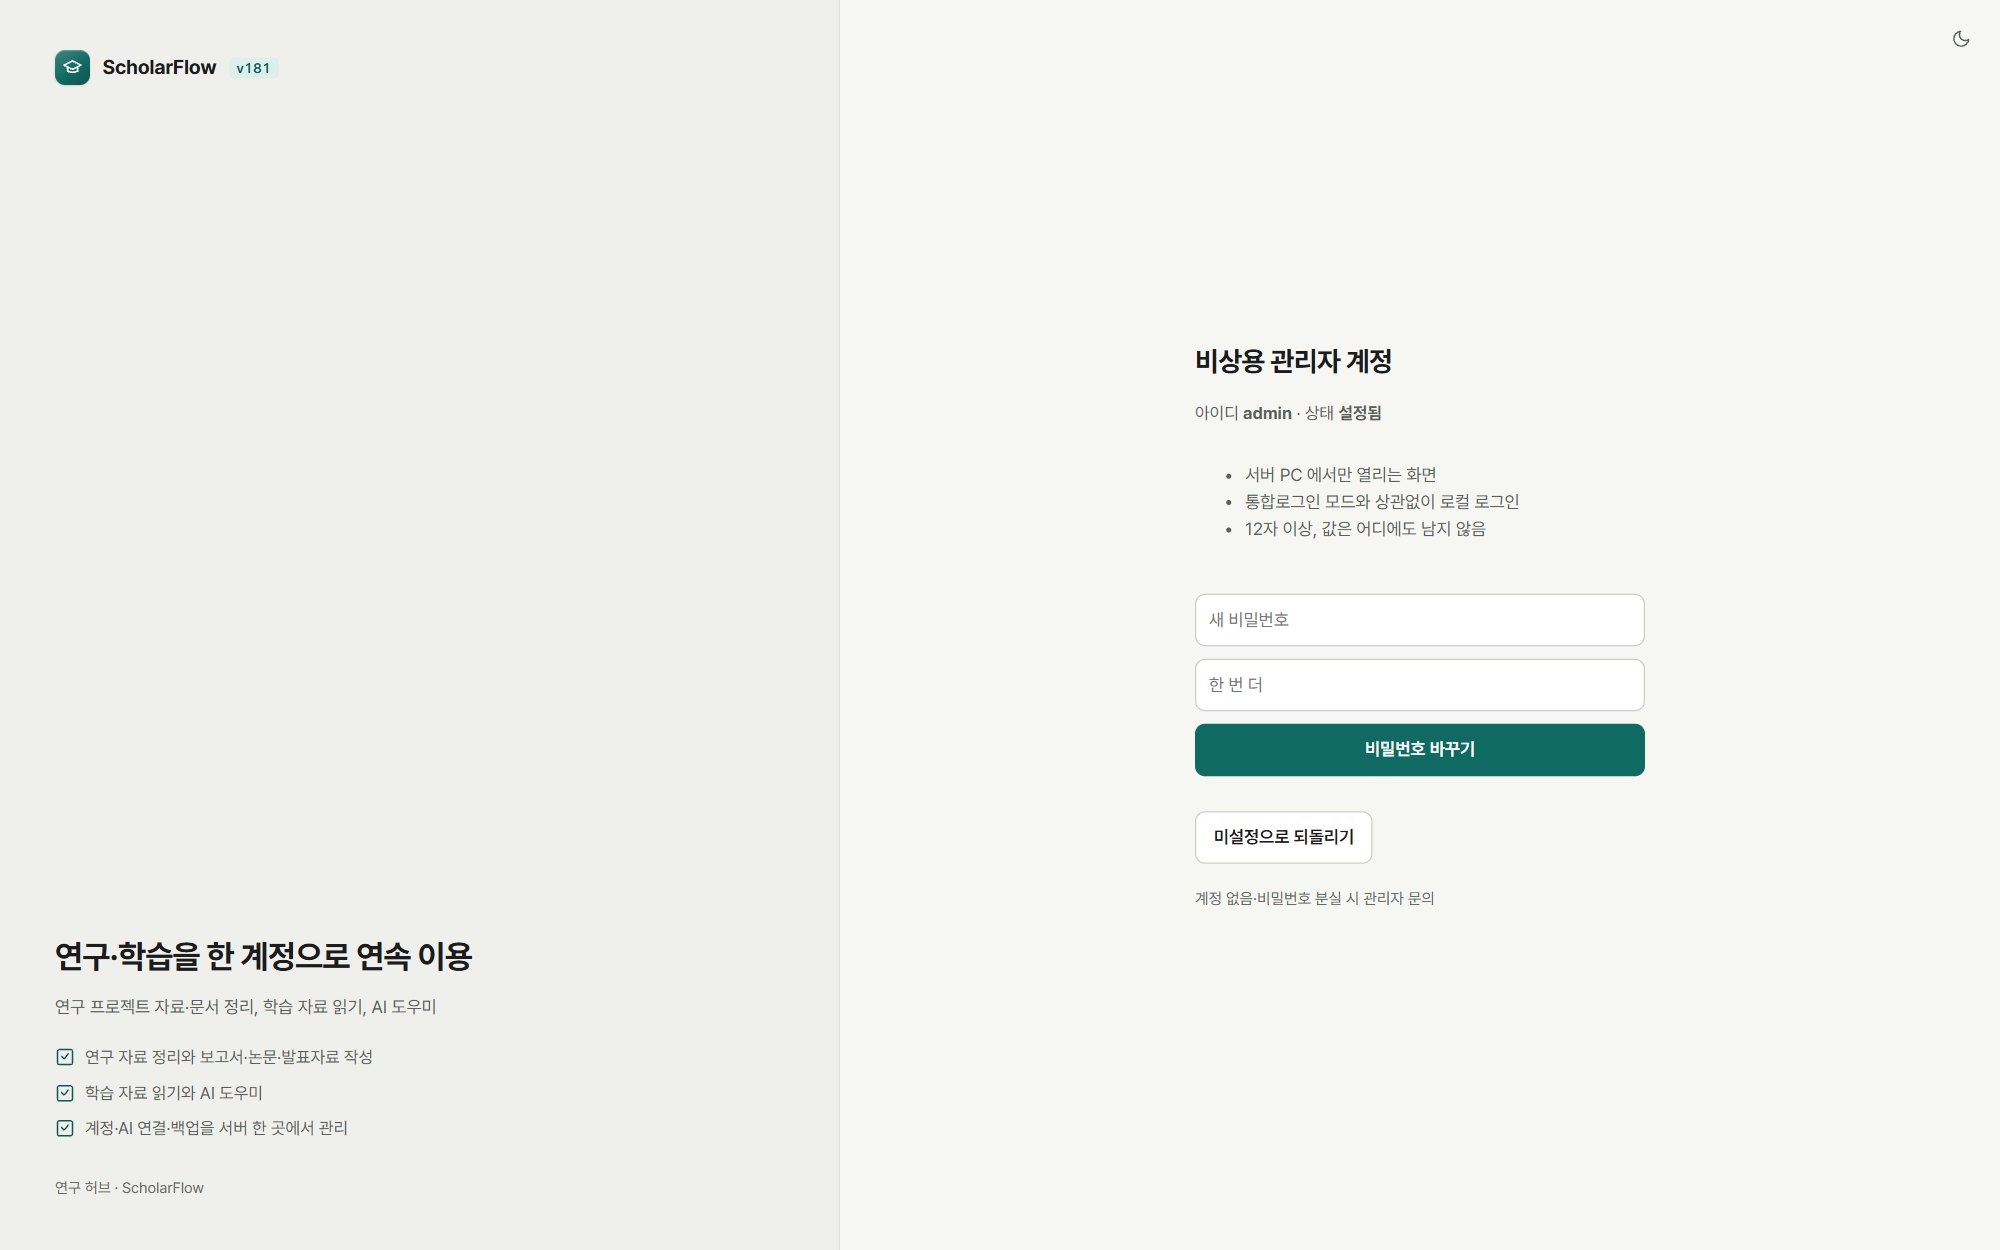 ScholarFlow v181
연구·학습을 한 계정으로 연속 이용
연구 프로젝트 자료·문서 정리, 학습 자료 읽기, AI 도우미
연구 자료 정리와 보고서·논문·발표자료 작성
학습 자료 읽기와 AI 도우미
계정·AI 연결·백업을 서버 한 곳에서 관리
연구 허브 · ScholarFlow
비상용 관리자 계정
아이디 admin · 상태 설정됨
• 서버 PC 에서만 열리는 화면
• 통합로그인 모드와 상관없이 로컬 로그인
• 12자 이상, 값은 어디에도 남지 않음
새 비밀번호
한 번 더
비밀번호 바꾸기
미설정으로 되돌리기
계정 없음·비밀번호 분실 시 관리자 문의